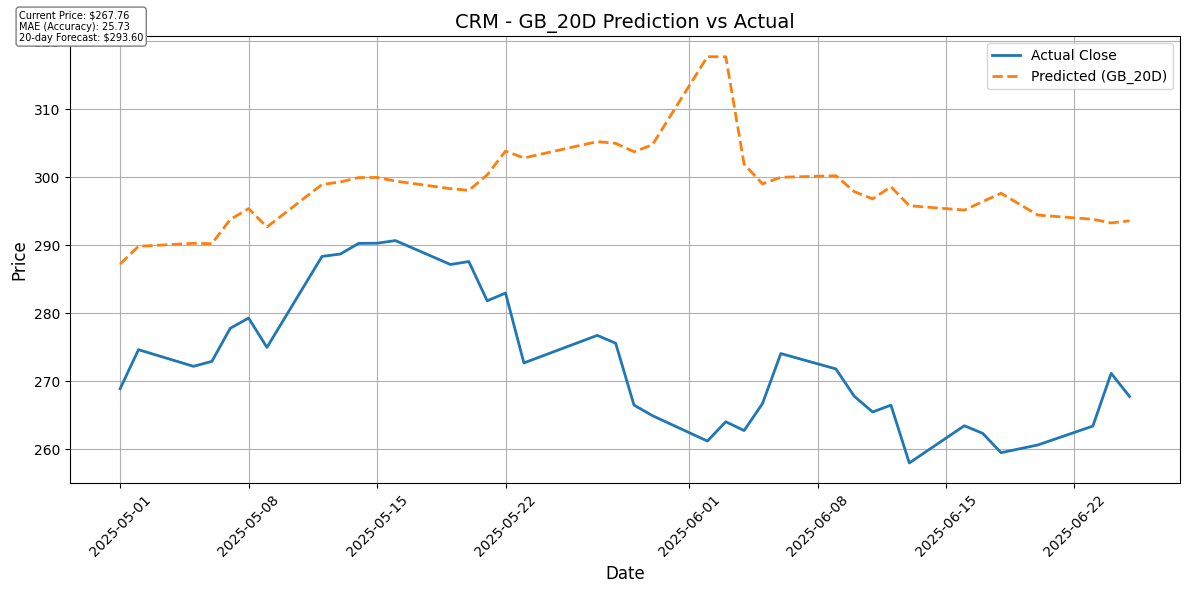 CRM - GB_20D Prediction vs Actual
Current Price: $267.76
MAE (Accuracy): 25.73
20-day Forecast: $293.60
Actual Close
Predicted (GB_20D)
310
300
290
280
270
260
Price
2025-05-01
2025-05-08
2025-05-15
2025-05-22
2025-06-01
2025-06-08
2025-06-15
2025-06-22
Date